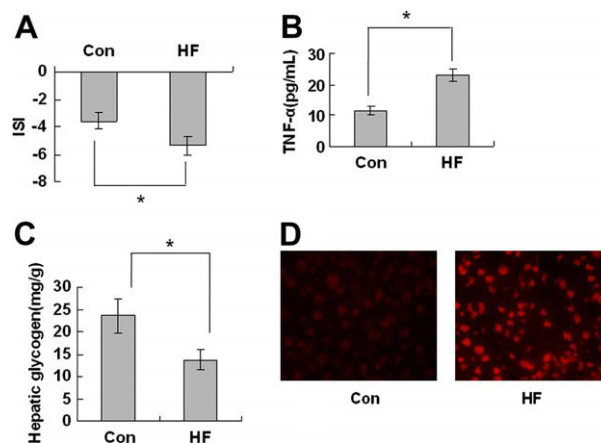 A
Con HF
0
-2
-4
-6
-8
ISI
*
B
*
30
20
10
0
TNF-α(pg/mL)
Con HF
C
*
30
25
20
15
10
5
0
Hepatic glycogen(mg/g)
Con HF
D
Con HF